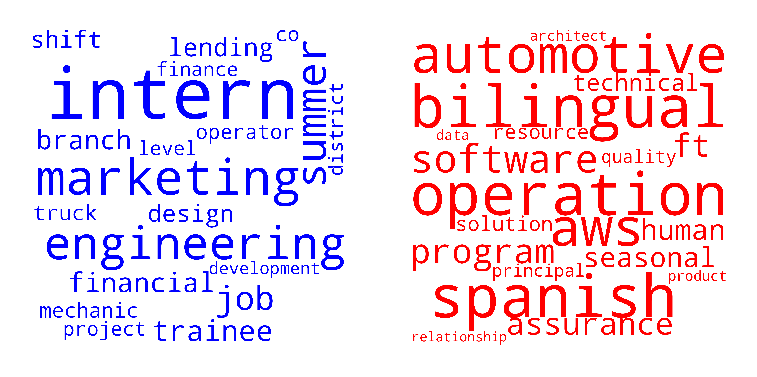 shift
lending
co
finance
intern
summer
branch
level
operator
district
marketing
truck
design
engineering
development
financial
job
mechanic
project
trainee
architect
automotive
technical
bilingual
data
resource
software
quality
ft
operation
solution
aws
human
program
seasonal
principal
product
spanish
assurance
relationship